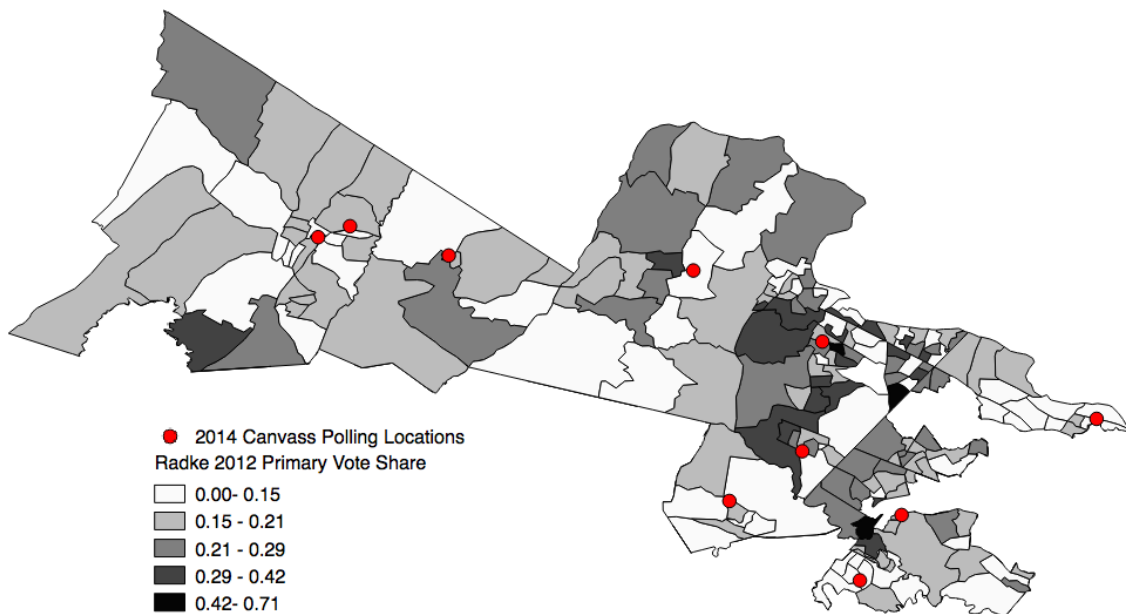 2014 Canvass Polling Locations
Radke 2012 Primary Vote Share
0.00- 0.15
0.15 - 0.21
0.21 - 0.29
0.29 - 0.42
0.42- 0.71